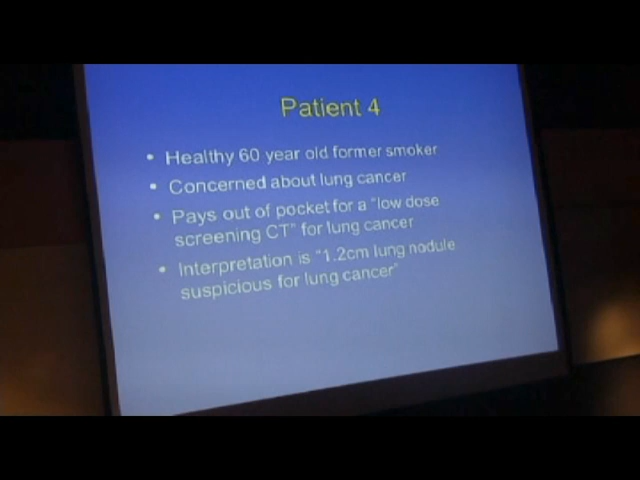 Patient 4
• Healthy 60 year old former smoker
• Concerned about lung cancer
• Pays out of pocket for a "low dose
screening CT" for lung cancer
• Interpretation is "1.2cm lung nodule
suspicious for lung cancer"